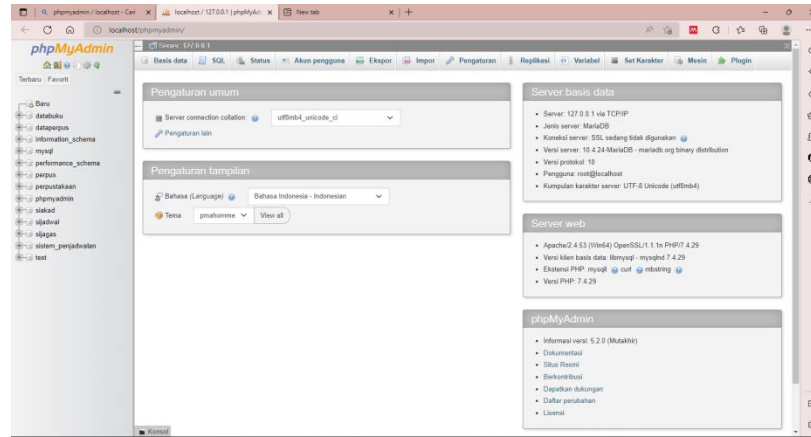 phpmyadmin / localhost - Can
localhost / 127.0.0.1 | phpMyAdm
New tab
localhost/phpmyadmin/
phpMyAdmin
Terbaru Favorit
Baru
databuku
dataperpus
information_schema
mysql
performance_schema
perpus
perpustakaan
phpmyadmin
siakad
sijadwal
sijagas
sistem_penjadwalan
test
Server: 127.0.0.1
Basis data SQL Status Akun pengguna Ekspor Impor Pengaturan Replikasi Variabel Set Karakter Mesin Plugin
Pengaturan umum
Server connection collation: utf8mb4_unicode_ci
Pengaturan lain
Pengaturan tampilan
Bahasa (Language) Bahasa Indonesia - Indonesian
Tema pmahomme View all
Server basis data
Server: 127.0.0.1 via TCP/IP
Jenis server: MariaDB
Koneksi server: SSL sedang tidak digunakan
Versi server: 10.4.24-MariaDB - mariadb.org binary distribution
Versi protokol: 10
Pengguna: root@localhost
Kumpulan karakter server: UTF-8 Unicode (utf8mb4)
Server web
Apache/2.4.53 (Win64) OpenSSL/1.1.1n PHP/7.4.29
Versi klien basis data: libmysql - mysqlnd 7.4.29
Ekstensi PHP: mysqli curl mbstring
Versi PHP: 7.4.29
phpMyAdmin
Informasi versi: 5.2.0 (Mutakhir)
Dokumentasi
Situs Resmi
Berkontribusi
Dapatkan dukungan
Daftar perubahan
Lisensi
Konsol